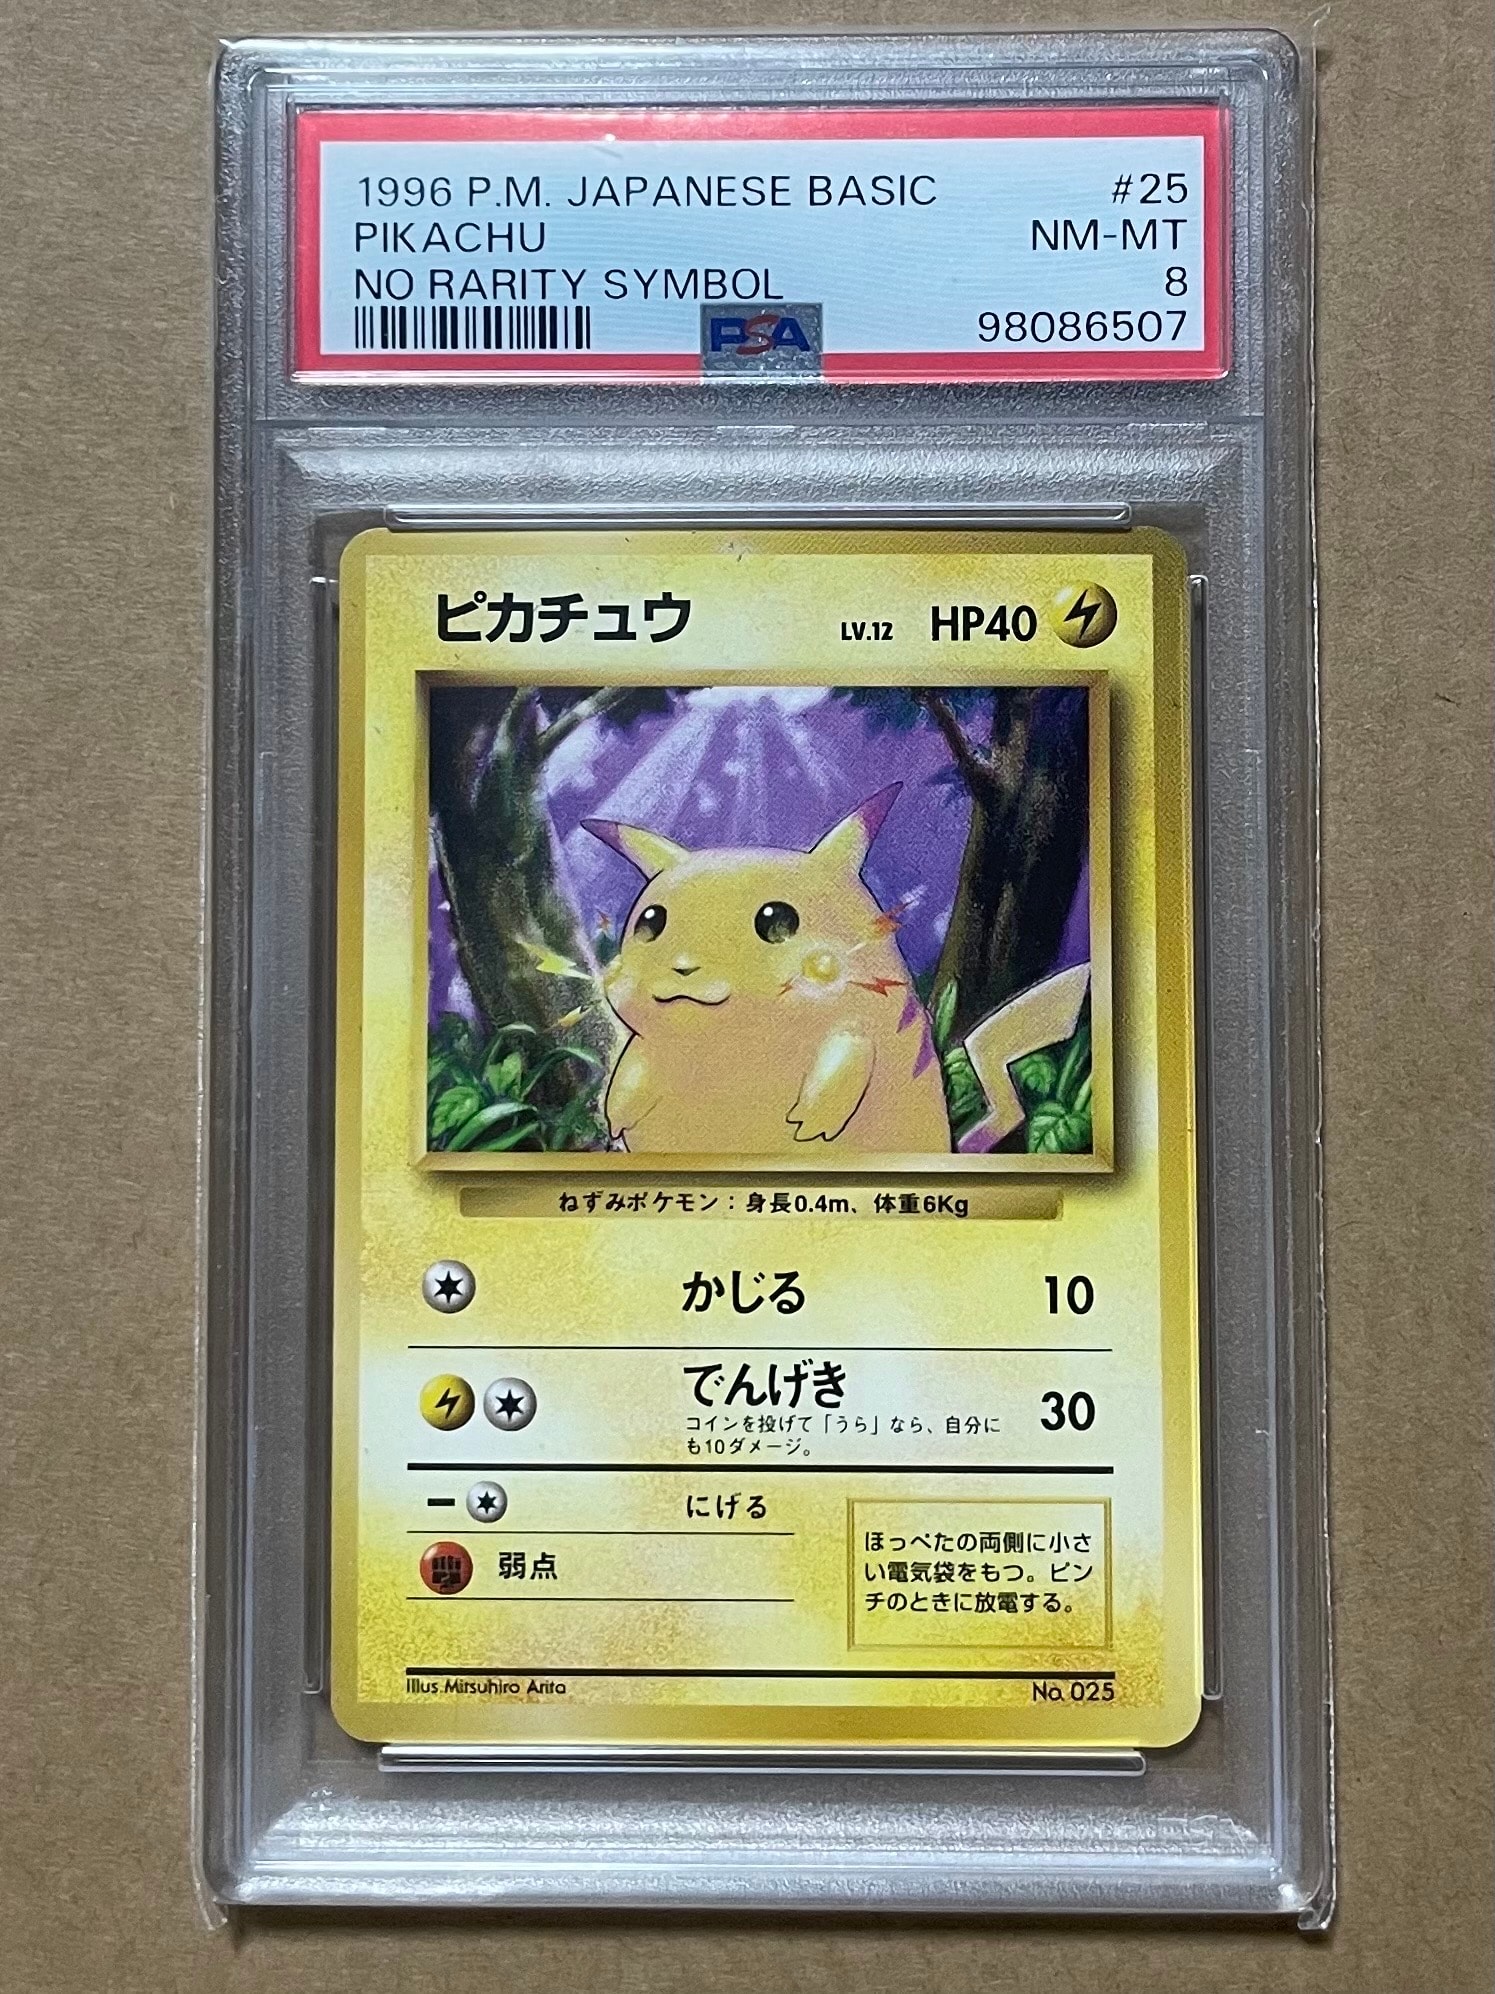 1996 P.M. JAPANESE BASIC #25
PIKACHU NM-MT
NO RARITY SYMBOL 8
PSA 98086507
ピカチュウ LV.12 HP40
ねずみポケモン：身長0.4m、体重6Kg
かじる 10
でんげき 30
コインを投げて「うら」なら、自分に
も10ダメージ。
にげる
弱点
ほっぺたの両側に小さ
い電気袋をもつ。ピン
チのときに放電する。
Illus.Mitsuhiro Arita No. 025